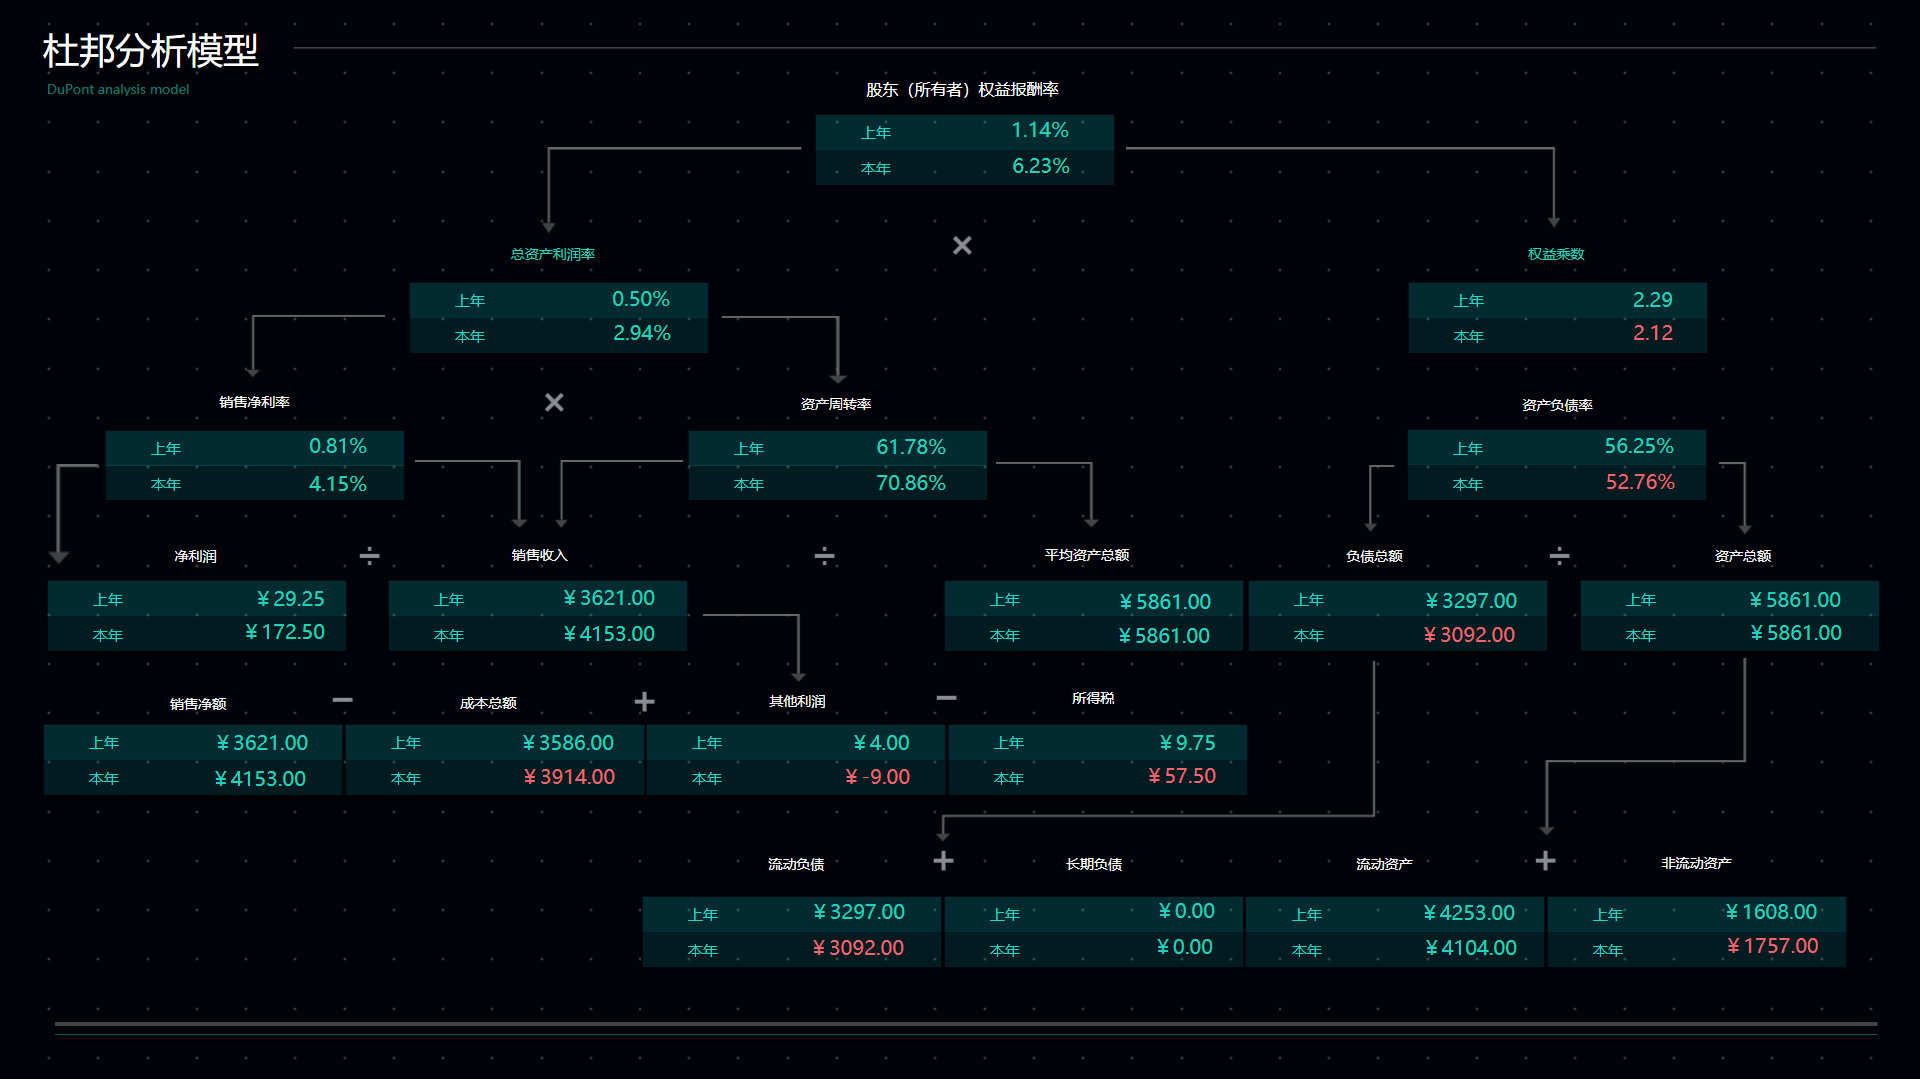 杜邦分析模型
DuPont analysis model
股东（所有者）权益报酬率
上年 1.14%
本年 6.23%
×
总资产利润率
上年 0.50%
本年 2.94%
权益乘数
上年 2.29
本年 2.12
销售净利率
上年 0.81%
本年 4.15%
×
资产周转率
上年 61.78%
本年 70.86%
资产负债率
上年 56.25%
本年 52.76%
净利润
上年 ￥29.25
本年 ￥172.50
÷
销售收入
上年 ￥3621.00
本年 ￥4153.00
÷
平均资产总额
上年 ￥5861.00
本年 ￥5861.00
负债总额
上年 ￥3297.00
本年 ￥3092.00
÷
资产总额
上年 ￥5861.00
本年 ￥5861.00
销售净额
上年 ￥3621.00
本年 ￥4153.00
−
成本总额
上年 ￥3586.00
本年 ￥3914.00
+
其他利润
上年 ￥4.00
本年 ￥-9.00
−
所得税
上年 ￥9.75
本年 ￥57.50
流动负债
上年 ￥3297.00
本年 ￥3092.00
+
长期负债
上年 ￥0.00
本年 ￥0.00
流动资产
上年 ￥4253.00
本年 ￥4104.00
+
非流动资产
上年 ￥1608.00
本年 ￥1757.00